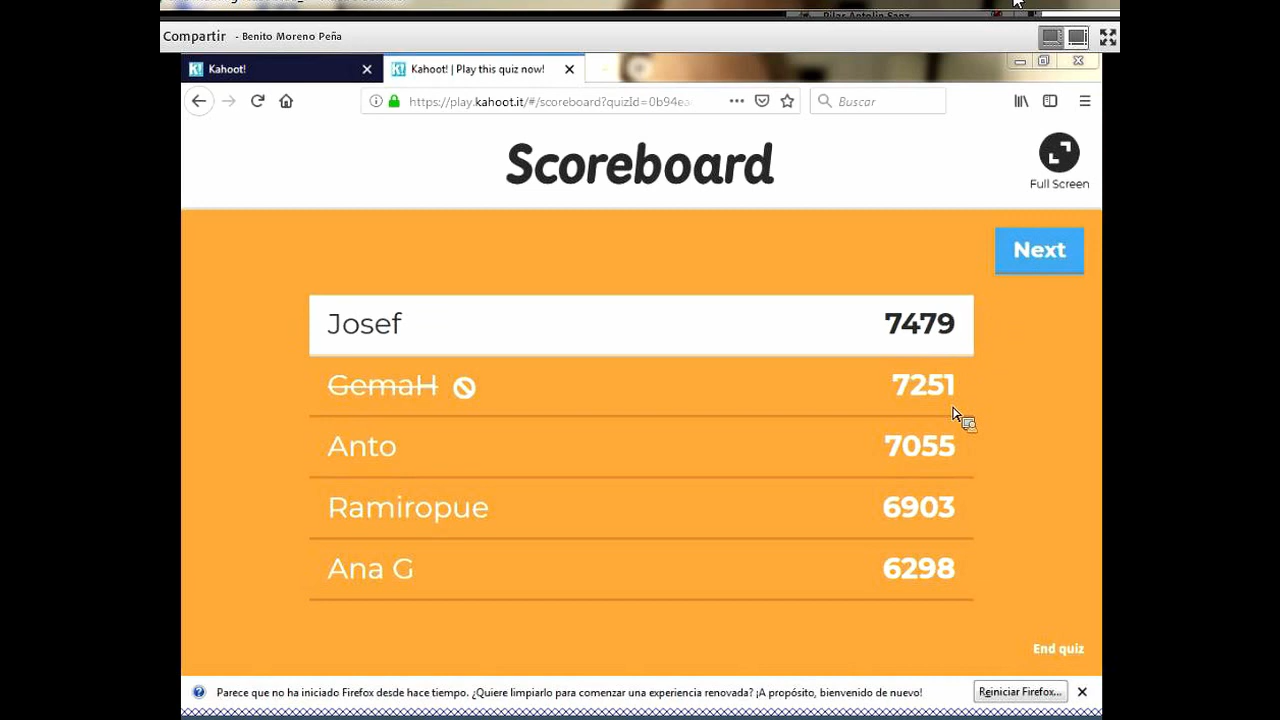 Compartir - Benito Moreno Peña
Kahoot!
Kahoot! | Play this quiz now!
https://play.kahoot.it/#/scoreboard?quizId=0b94ea
Buscar
Scoreboard
Full Screen
Next
Josef 7479
GemaH 7251
Anto 7055
Ramiropue 6903
Ana G 6298
End quiz
Parece que no ha iniciado Firefox desde hace tiempo. ¿Quiere limpiarlo para comenzar una experiencia renovada? ¡A propósito, bienvenido de nuevo!
Reiniciar Firefox...